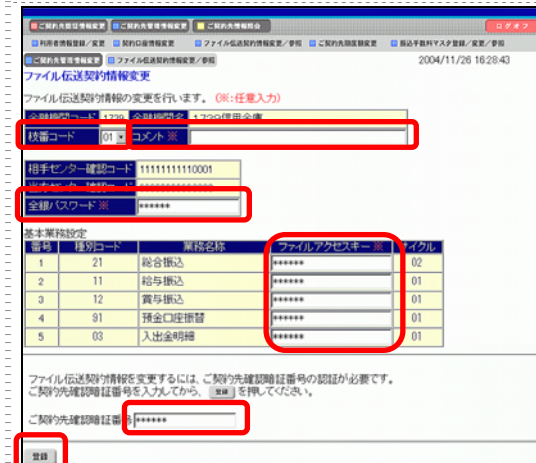 ご契約先管理情報変更 ご契約先情報照会 ログオフ
利用者情報登録／変更 契約口座情報変更 ファイル伝送契約情報変更／参照 ご契約先限度額変更 振込手数料マスタ登録／変更／参照
ファイル伝送契約情報変更／参照 2004/11/26 16:28:43
ファイル伝送契約情報変更
ファイル伝送契約情報の変更を行います。 (※:任意入力)
金融機関コード 1739 金融機関名 1739信用金庫
枝番コード 01 コメント ※
相手センター確認コード 11111111110001
当方センター確認コード
全銀パスワード ※ ******
基本業務設定
番号 種別コード 業務名称 ファイルアクセスキー ※ サイクル
1 21 総合振込 ****** 02
2 11 給与振込 ****** 01
3 12 賞与振込 ****** 01
4 91 預金口座振替 ****** 01
5 03 入出金明細 ****** 01
ファイル伝送契約情報を変更するには、ご契約先確認暗証番号の認証が必要です。
ご契約先確認暗証番号を入力してから、 登録 を押してください。
ご契約先確認暗証番号 ******
登録